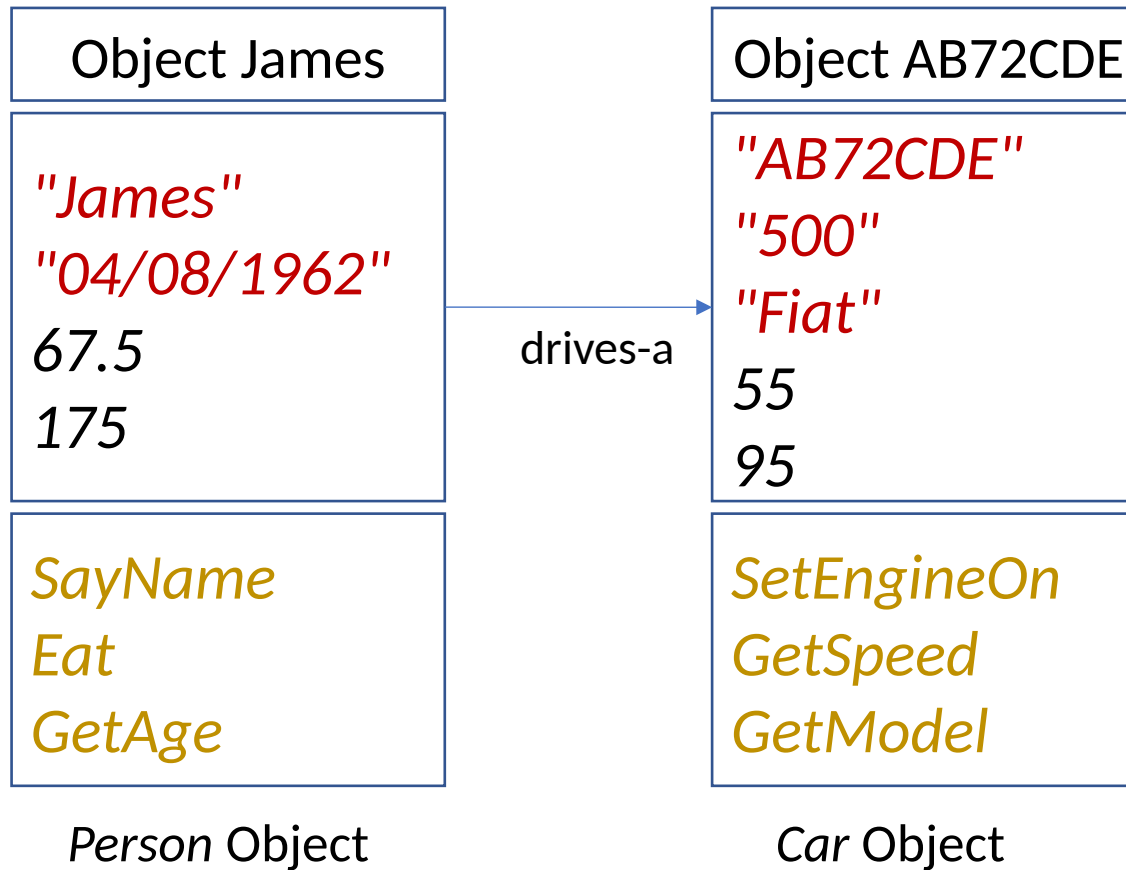 Object James
"James"
"04/08/1962"
67.5
175
SayName
Eat
GetAge
Person Object
drives-a
Object AB72CDE
"AB72CDE"
"500"
"Fiat"
55
95
SetEngineOn
GetSpeed
GetModel
Car Object